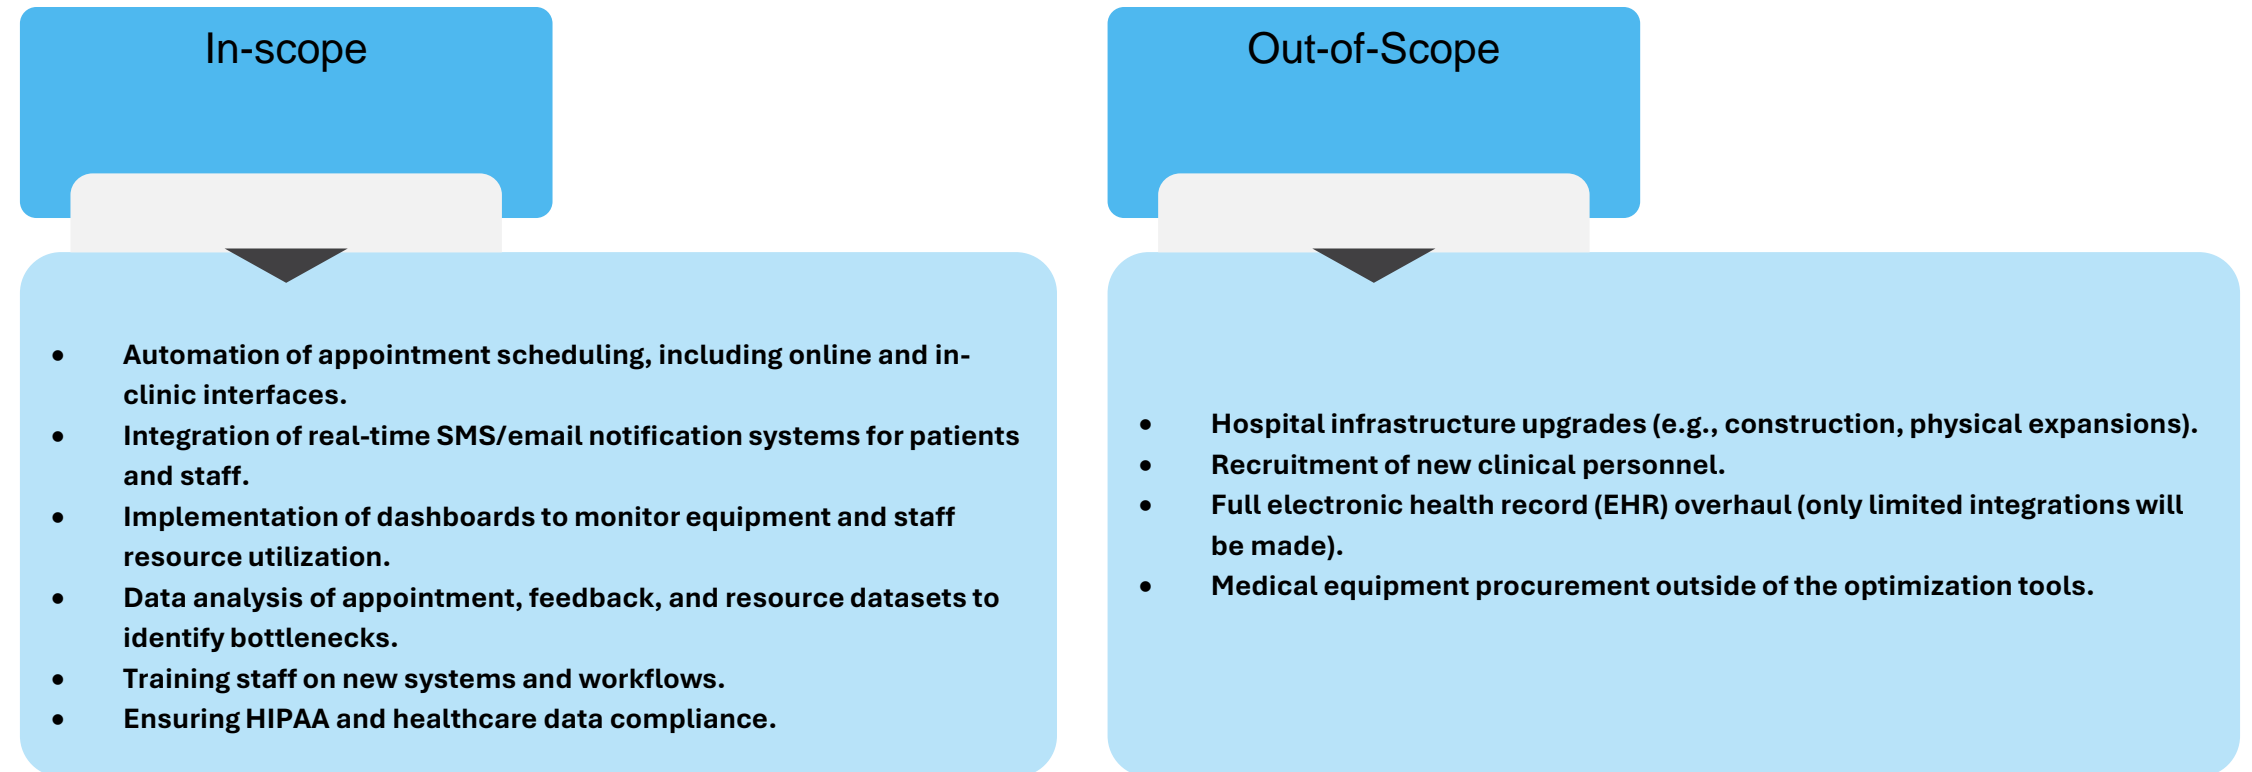 In-scope
• Automation of appointment scheduling, including online and in-
clinic interfaces.
• Integration of real-time SMS/email notification systems for patients
and staff.
• Implementation of dashboards to monitor equipment and staff
resource utilization.
• Data analysis of appointment, feedback, and resource datasets to
identify bottlenecks.
• Training staff on new systems and workflows.
• Ensuring HIPAA and healthcare data compliance.
Out-of-Scope
• Hospital infrastructure upgrades (e.g., construction, physical expansions).
• Recruitment of new clinical personnel.
• Full electronic health record (EHR) overhaul (only limited integrations will
be made).
• Medical equipment procurement outside of the optimization tools.